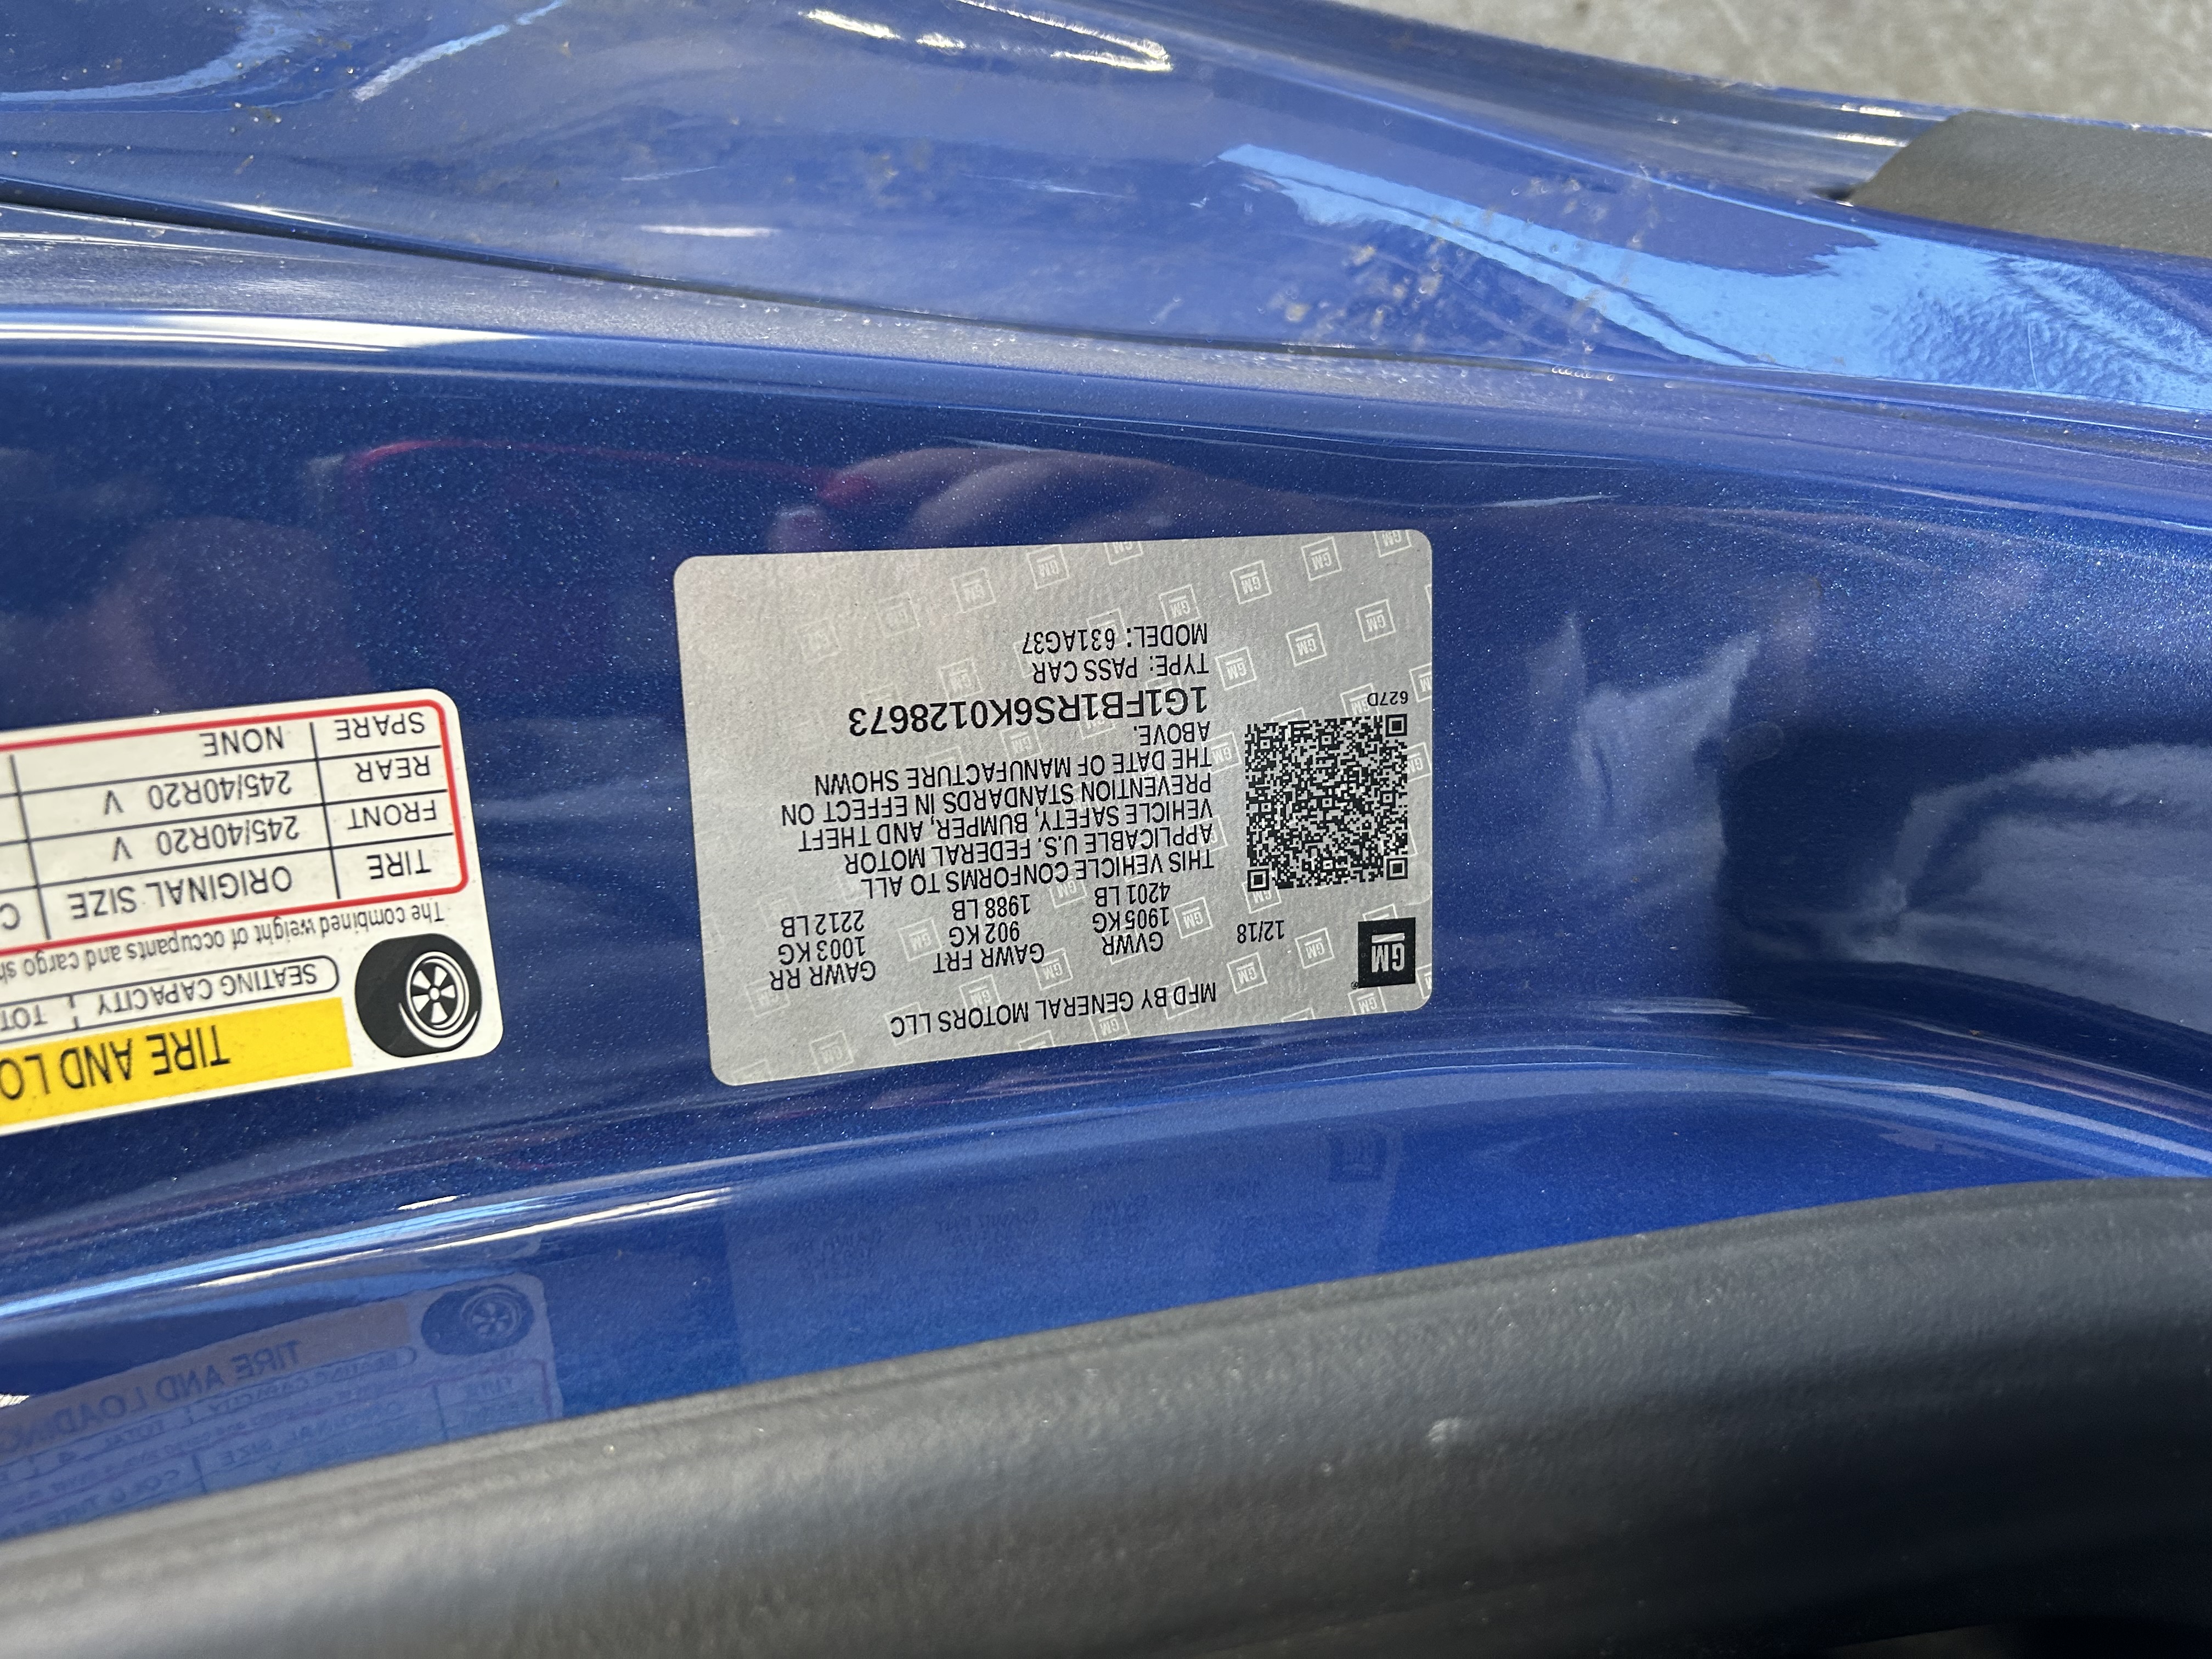 MFD BY GENERAL MOTORS LLC
GM
12/18
GVWR GAWR FRT GAWR RR
1905 KG 902 KG 1003 KG
4201 LB 1988 LB 2212 LB
THIS VEHICLE CONFORMS TO ALL
APPLICABLE U.S. FEDERAL MOTOR
VEHICLE SAFETY, BUMPER, AND THEFT
PREVENTION STANDARDS IN EFFECT ON
THE DATE OF MANUFACTURE SHOWN
ABOVE.
1G1FB1RS6K0128673
627D
TYPE: PASS CAR
MODEL: 631AG37
TIRE AND LO
SEATING CAPACITY TOT
The combined weight of occupants and cargo sh
TIRE ORIGINAL SIZE C
FRONT 245/40R20 V
REAR 245/40R20 V
SPARE NONE